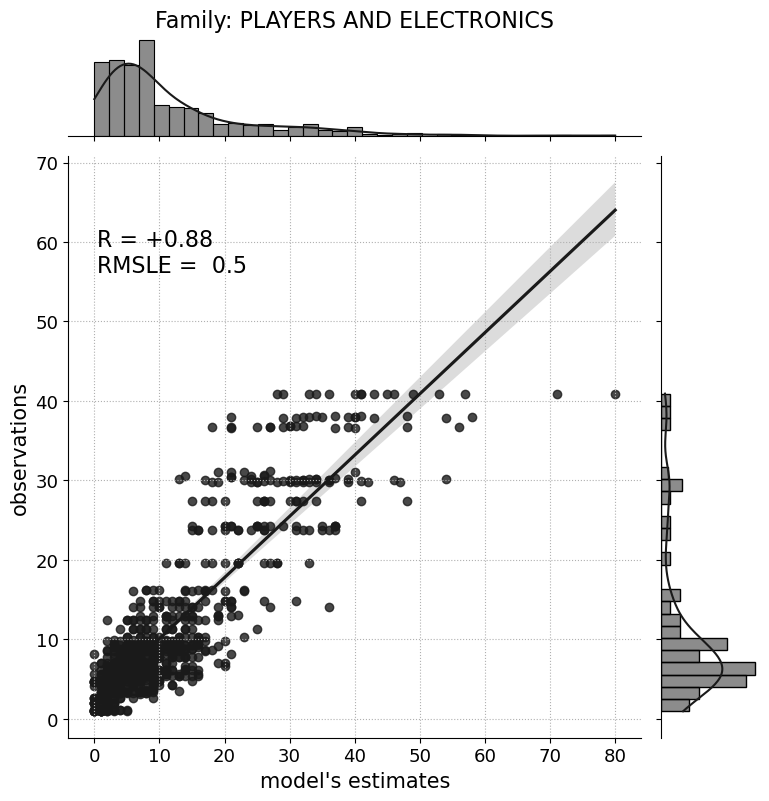 Family: PLAYERS AND ELECTRONICS
70
60
50
40
30
20
10
0
R = +0.88
RMSLE =  0.5
observations
0 10 20 30 40 50 60 70 80
model's estimates